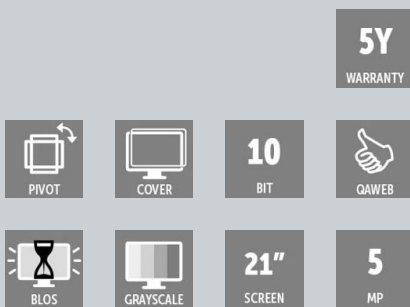 5Y
WARRANTY
PIVOT
COVER
10
BIT
QAWEB
BLOS
GRAYSCALE
21"
SCREEN
5
MP